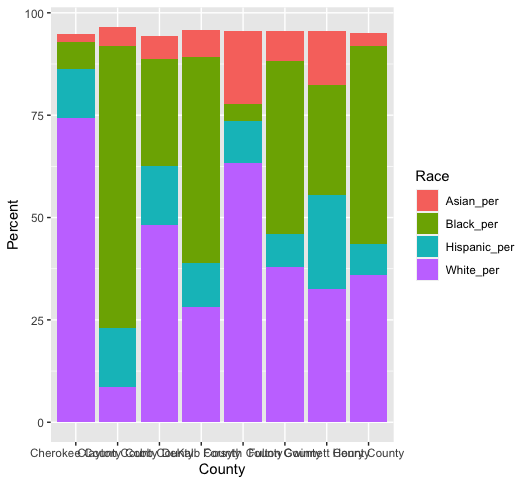 100
75
50
25
0
Percent
Cherokee County Clayton County Cobb County DeKalb County Forsyth County Fulton County Gwinnett County Henry County
County
Race
Asian_per
Black_per
Hispanic_per
White_per